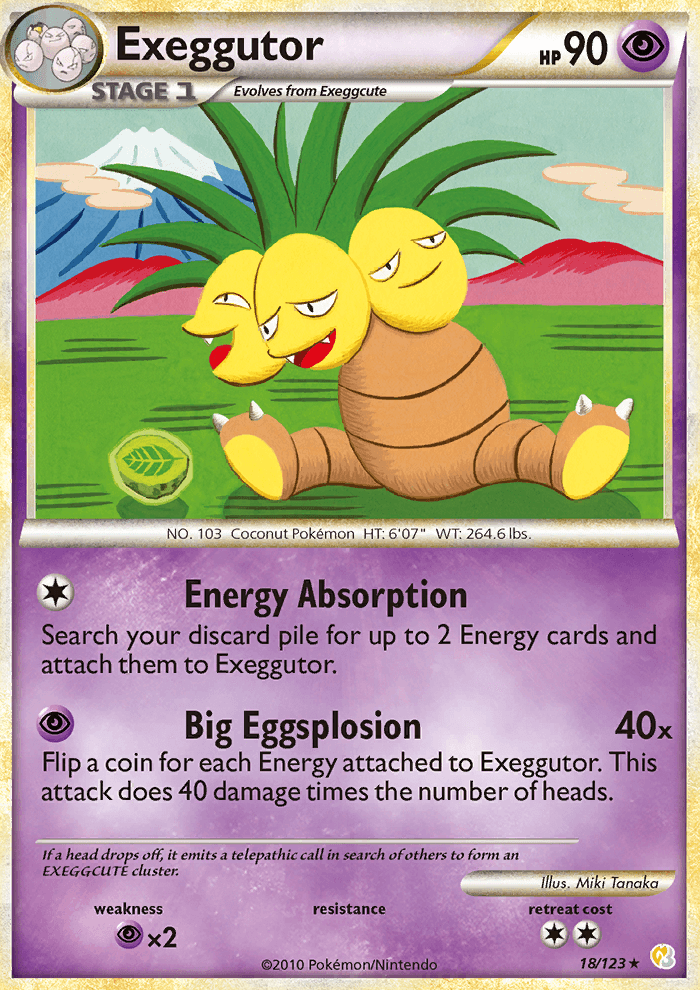 Exeggutor
HP 90
STAGE 1
Evolves from Exeggcute
NO. 103 Coconut Pokémon HT: 6'07" WT: 264.6 lbs.
Energy Absorption
Search your discard pile for up to 2 Energy cards and
attach them to Exeggutor.
Big Eggsplosion 40x
Flip a coin for each Energy attached to Exeggutor. This
attack does 40 damage times the number of heads.
If a head drops off, it emits a telepathic call in search of others to form an
EXEGGCUTE cluster.
Illus. Miki Tanaka
weakness resistance retreat cost
x2
©2010 Pokémon/Nintendo 18/123 ★